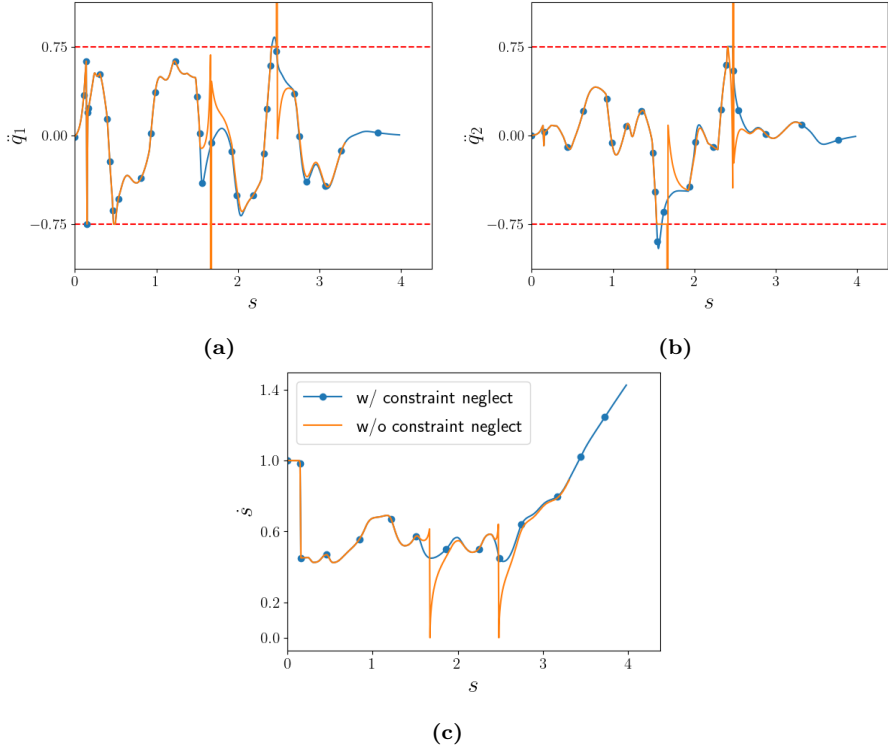 0.75
0.00
−0.75
q̈₁
0 1 2 3 4
s
(a)
0.75
0.00
−0.75
q̈₂
0 1 2 3 4
s
(b)
1.4
1.0
0.6
0.2
0.0
ṡ
w/ constraint neglect
w/o constraint neglect
0 1 2 3 4
s
(c)